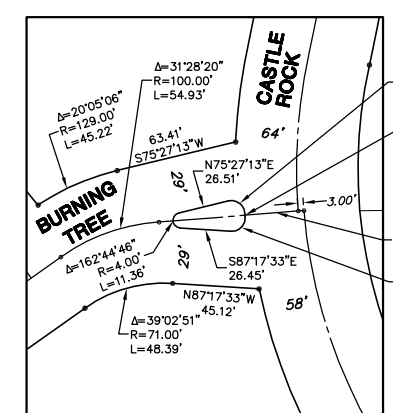 Δ=31°28'20"
R=100.00'
L=54.93'
CASTLE
ROCK
Δ=20°05'06"
R=129.00'
L=45.22'
63.41'
S75°27'13"W
64'
N75°27'13"E
26.51'
29'
BURNING
TREE
3.00'
Δ=162°44'46"
R=4.00'
L=11.36'
29'
S87°17'33"E
26.45'
N87°17'33"W
45.12'
58'
Δ=39°02'51"
R=71.00'
L=48.39'